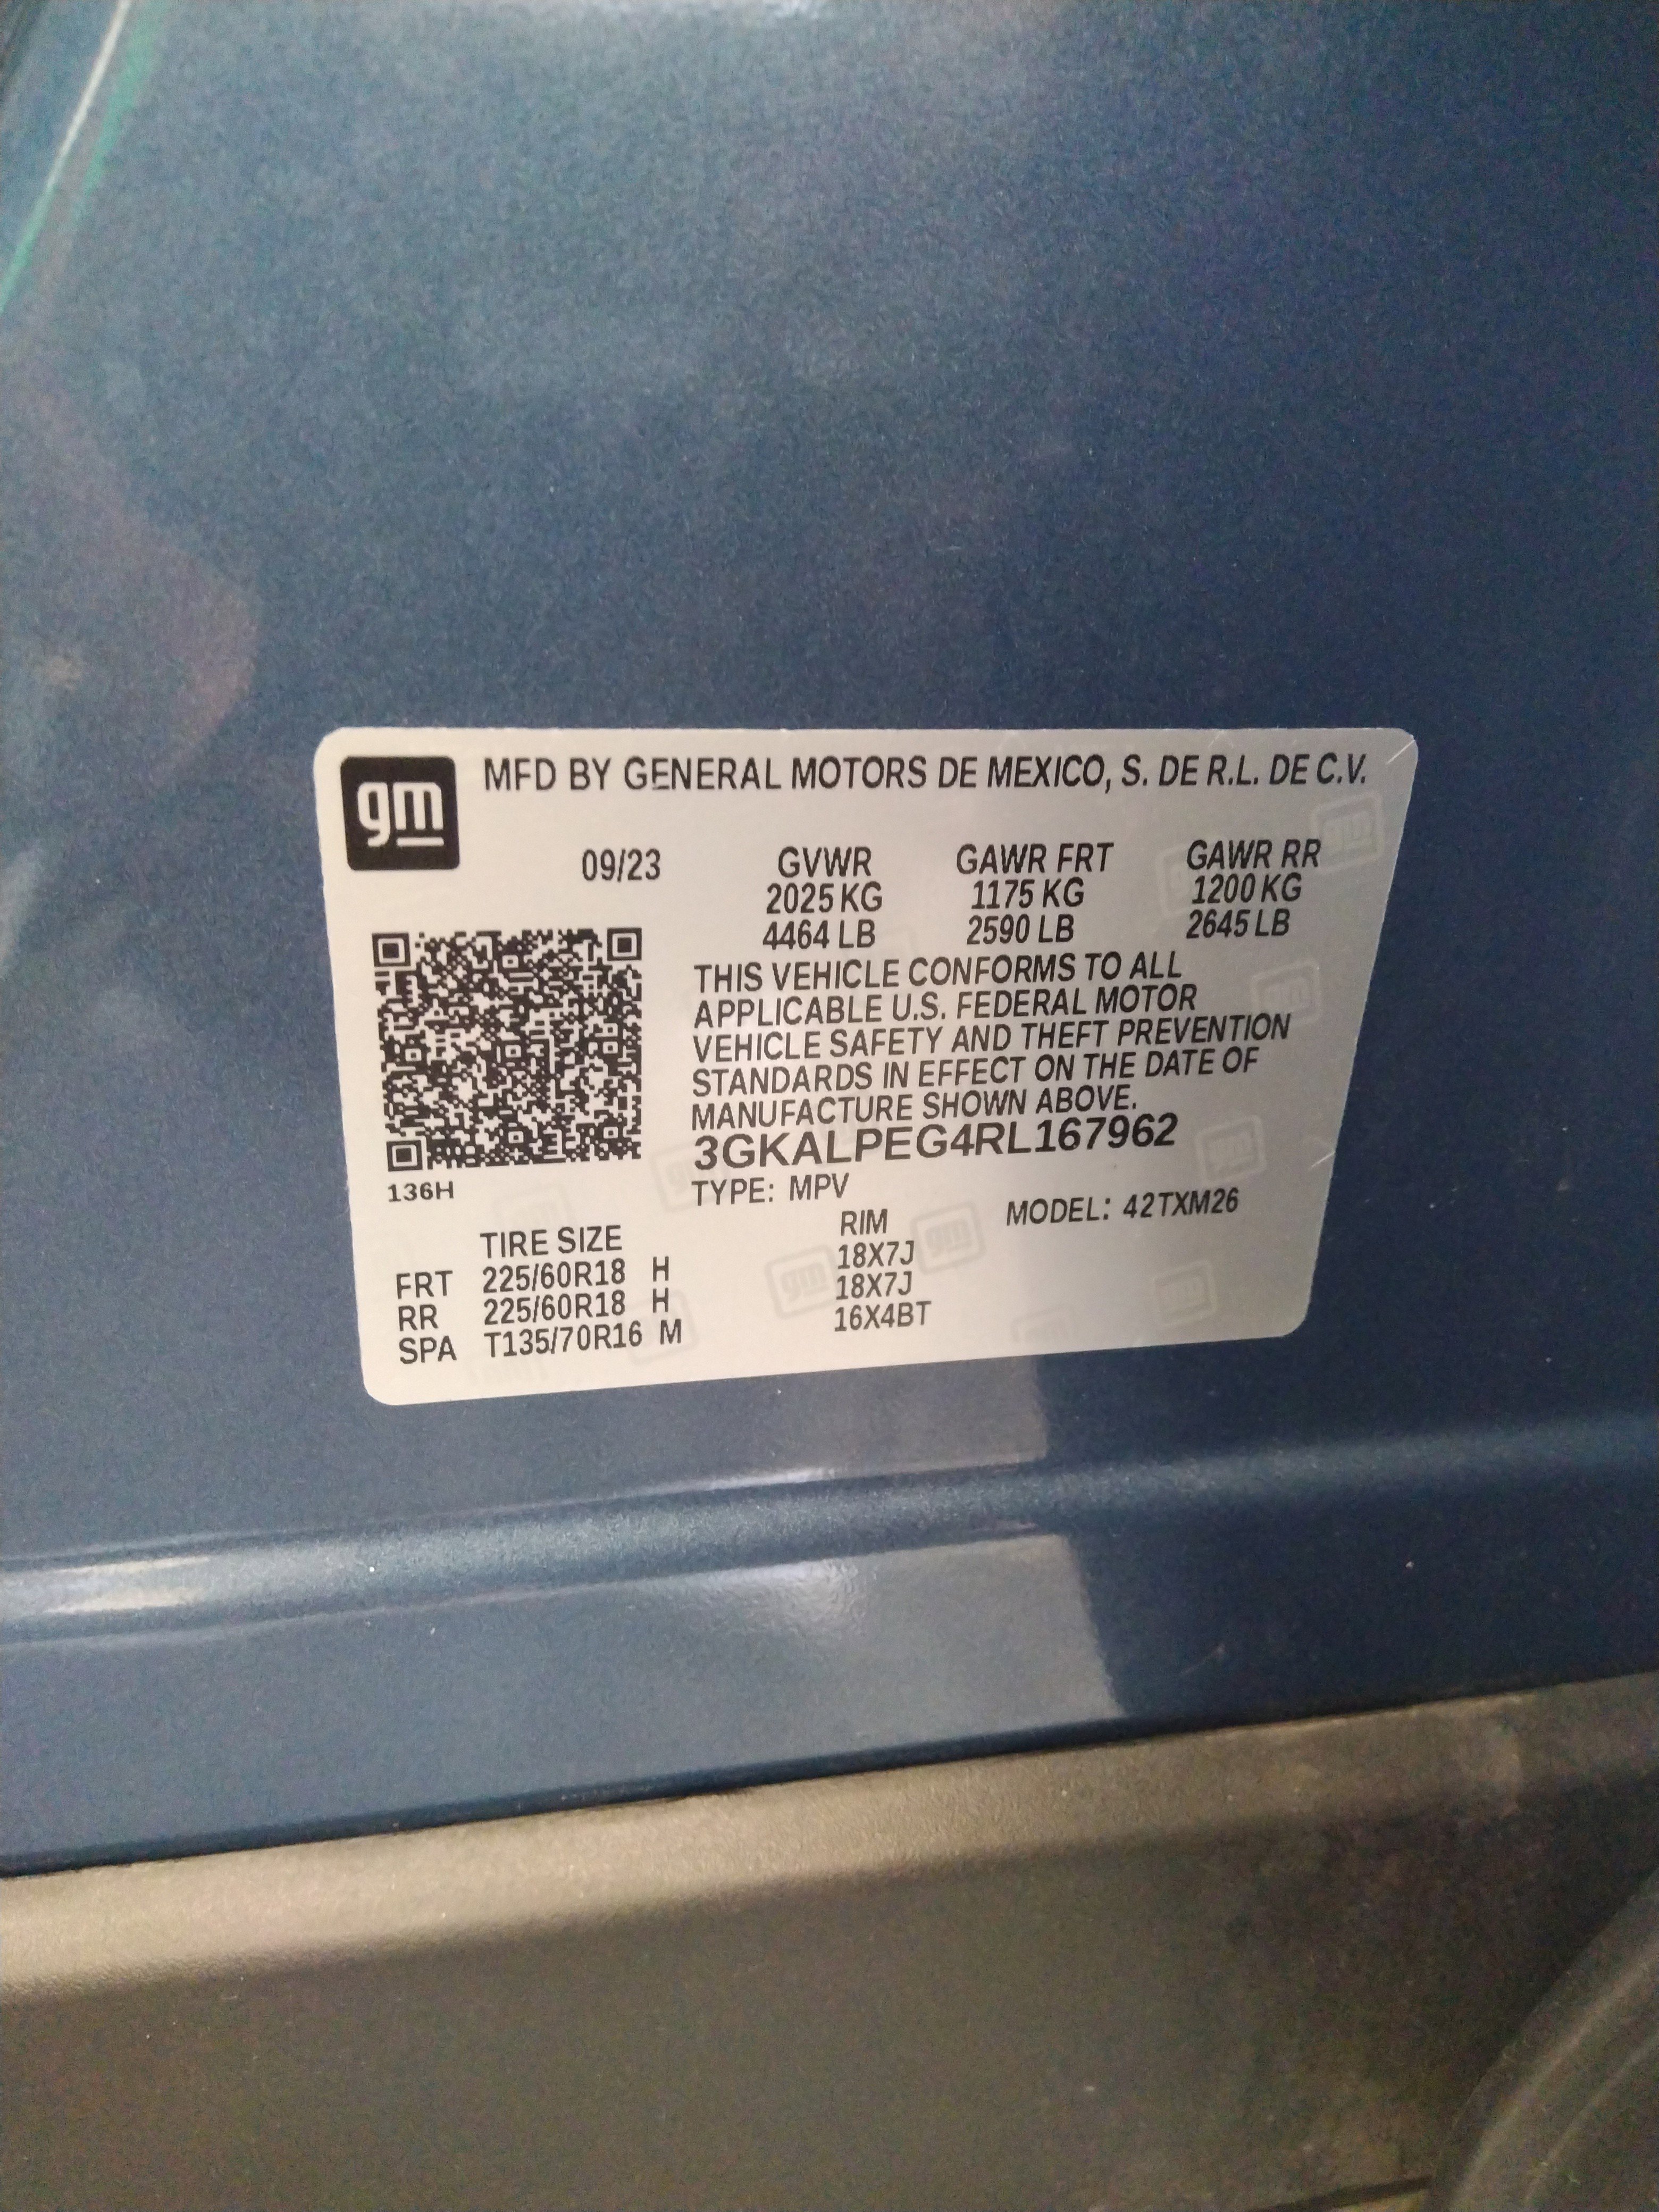 gm
MFD BY GENERAL MOTORS DE MEXICO, S. DE R.L. DE C.V.
09/23 GVWR GAWR FRT GAWR RR
2025 KG 1175 KG 1200 KG
4464 LB 2590 LB 2645 LB
THIS VEHICLE CONFORMS TO ALL
APPLICABLE U.S. FEDERAL MOTOR
VEHICLE SAFETY AND THEFT PREVENTION
STANDARDS IN EFFECT ON THE DATE OF
MANUFACTURE SHOWN ABOVE.
3GKALPEG4RL167962
136H
TYPE: MPV MODEL: 42TXM26
TIRE SIZE RIM
FRT 225/60R18 H 18X7J
RR 225/60R18 H 18X7J
SPA T135/70R16 M 16X4BT